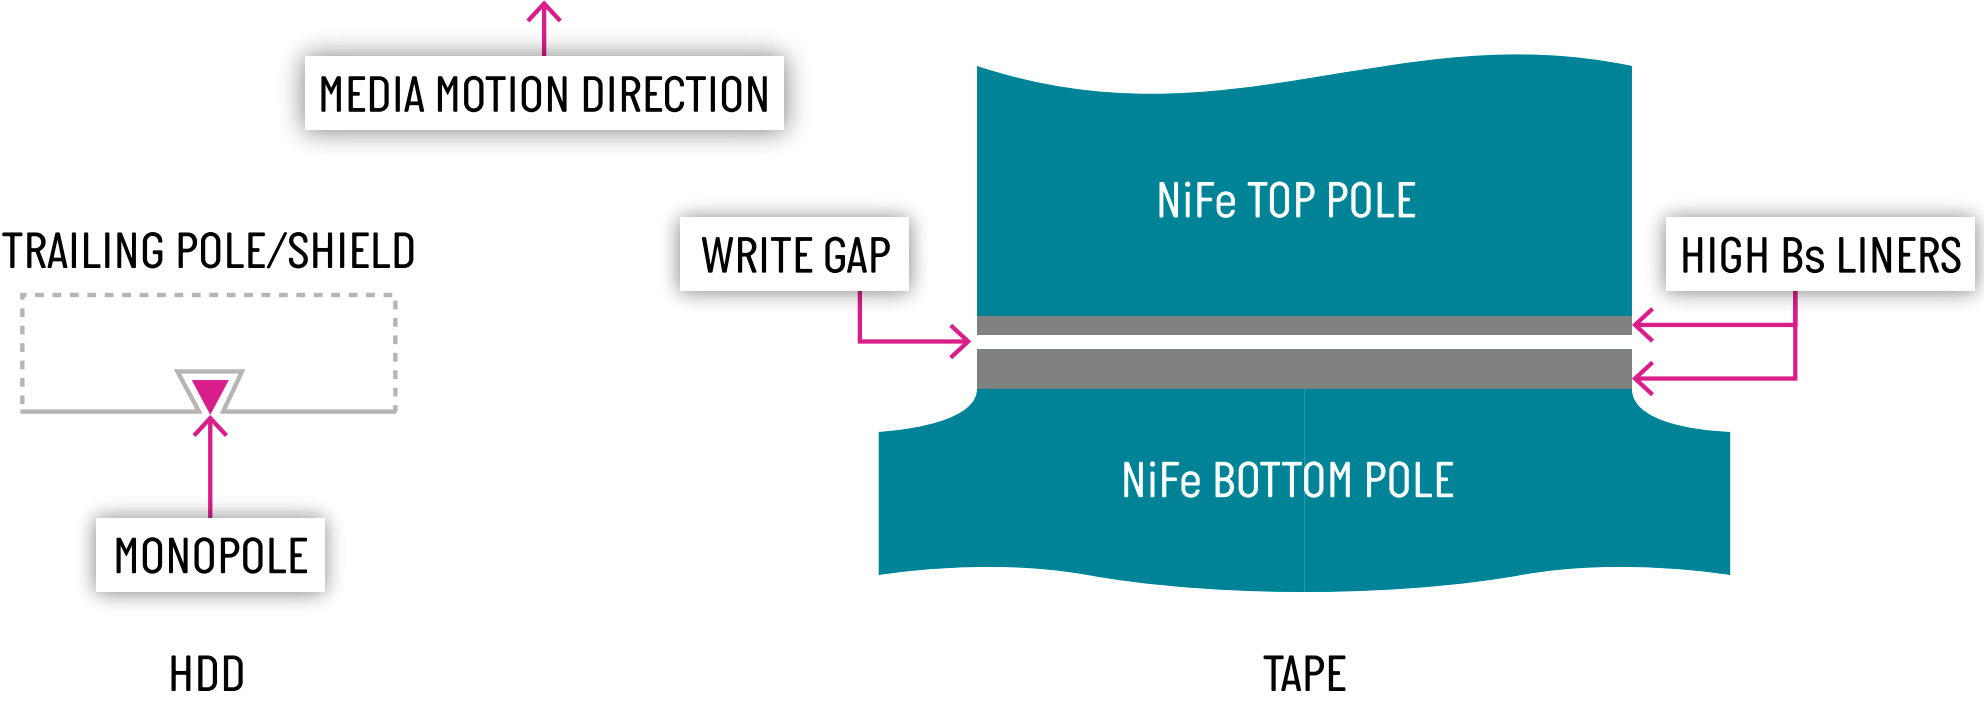 MEDIA MOTION DIRECTION
TRAILING POLE/SHIELD
MONOPOLE
HDD
NiFe TOP POLE
WRITE GAP
HIGH Bs LINERS
NiFe BOTTOM POLE
TAPE